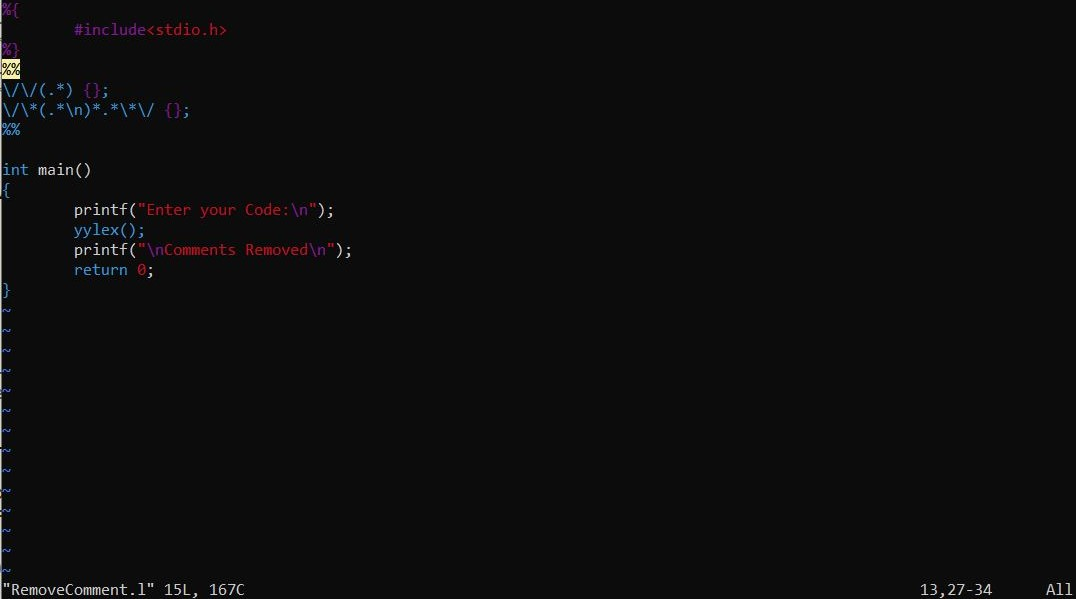 %{
        #include<stdio.h>
%}
%%
\/\/(.*) {};
\/\*(.*\n)*.*\*\/ {};
%%

int main()
{
        printf("Enter your Code:\n");
        yylex();
        printf("\nComments Removed\n");
        return 0;
}
~
~
~
~
~
~
~
~
~
~
~
~
~
~
"RemoveComment.l" 15L, 167C 13,27-34 All